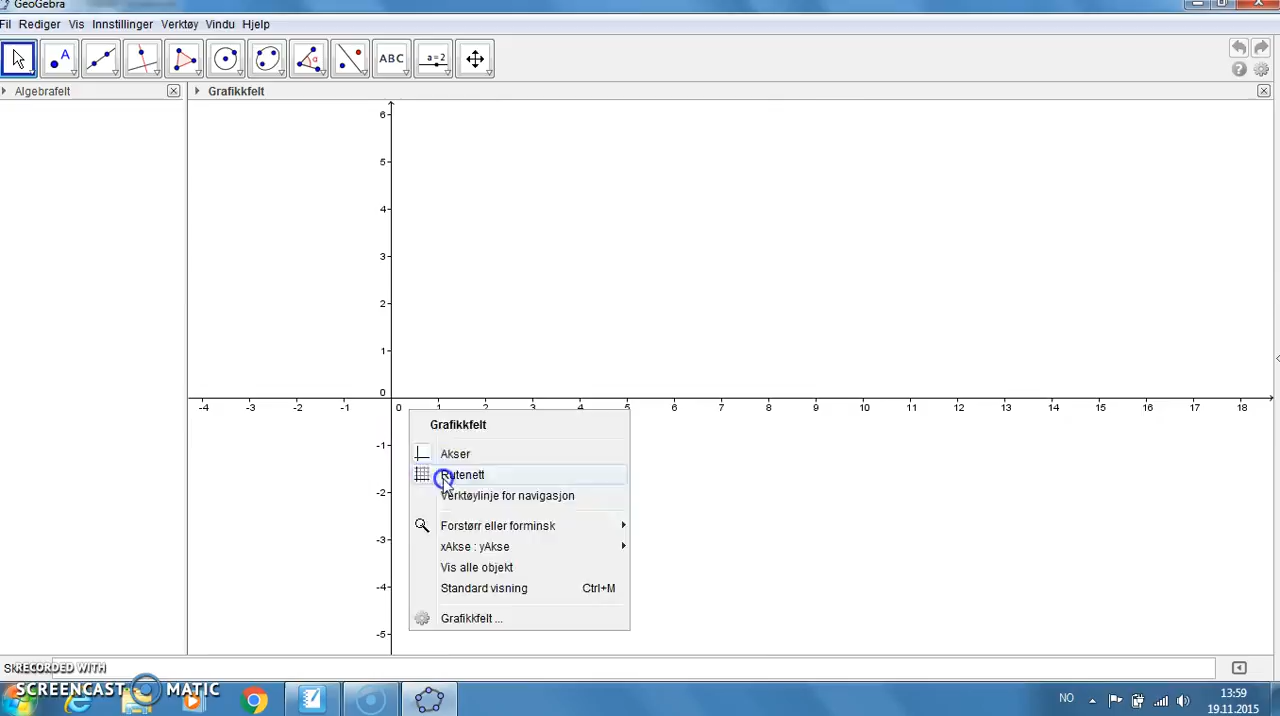 GeoGebra
Fil Rediger Vis Innstillinger Verktøy Vindu Hjelp
A
α
ABC
a=2
Algebrafelt
Grafikkfelt
6
5
4
3
2
1
0
-4 -3 -2 -1 0 1 2 3 4 5 6 7 8 9 10 11 12 13 14 15 16 17 18
-1
-2
-3
-4
-5
Grafikkfelt
Akser
Rutenett
Verktøylinje for navigasjon
Forstørr eller forminsk
xAkse : yAkse
Vis alle objekt
Standard visning Ctrl+M
Grafikkfelt ...
RECORDED WITH
SCREENCAST MATIC
NO
13:59
19.11.2015